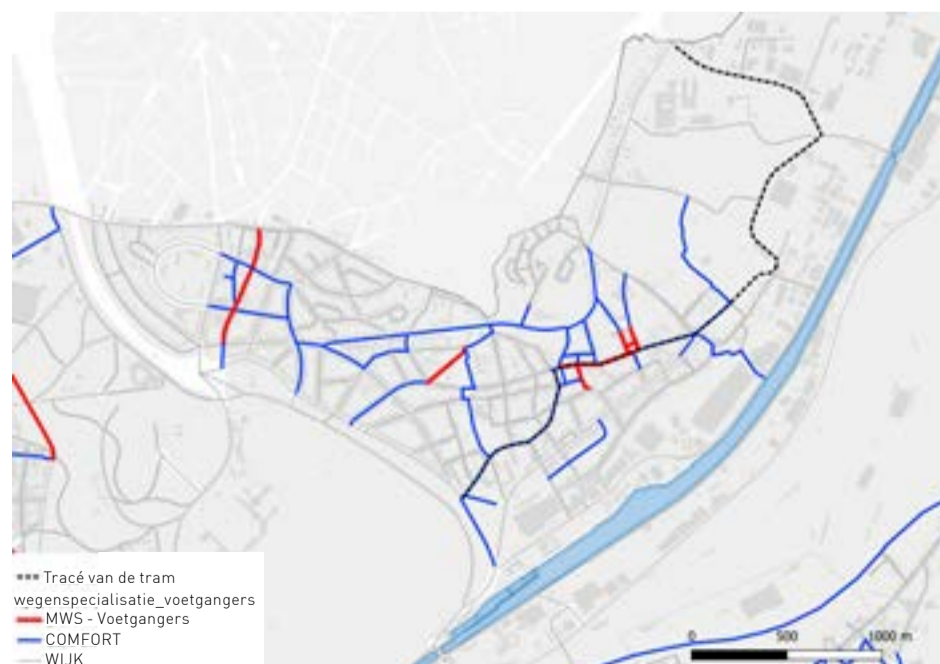 Tracé van de tram
wegenspecialisatie_voetgangers
MWS - Voetgangers
COMFORT
WIJK
0 500 1000 m